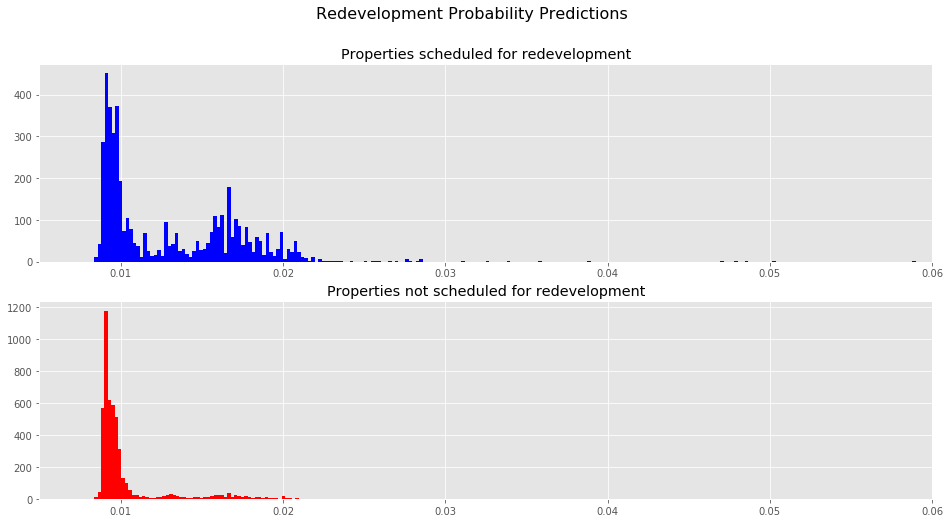 Redevelopment Probability Predictions
Properties scheduled for redevelopment
400
300
200
100
0
0.01 0.02 0.03 0.04 0.05 0.06
Properties not scheduled for redevelopment
1200
1000
800
600
400
200
0
0.01 0.02 0.03 0.04 0.05 0.06